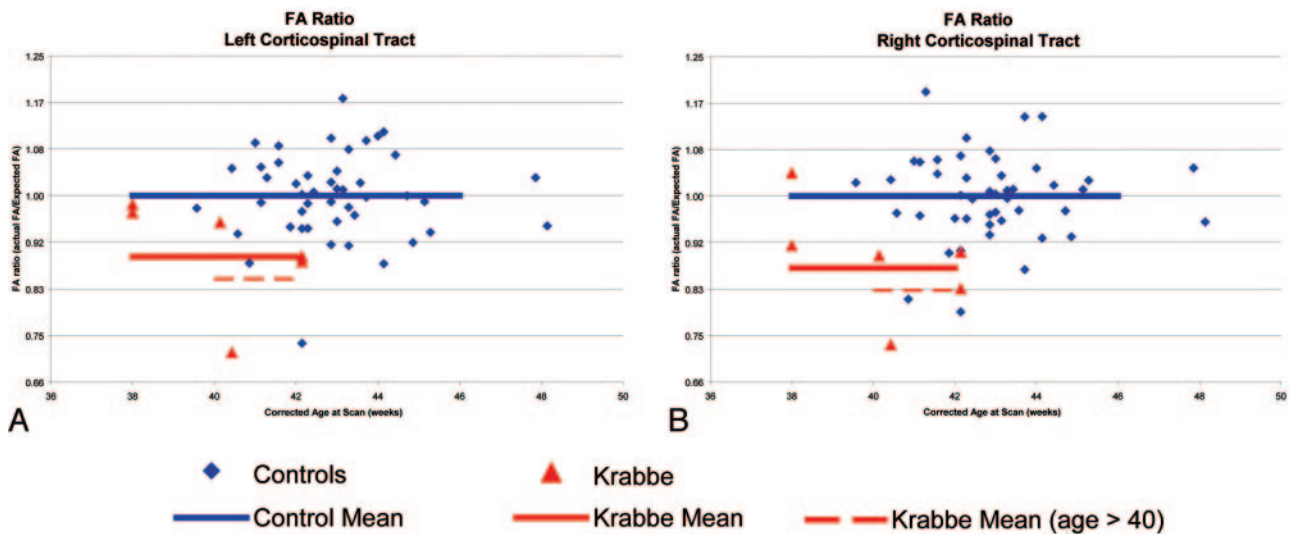 FA Ratio
Left Corticospinal Tract
FA ratio (actual FA/Expected FA)
1.25
1.17
1.08
1.00
0.92
0.83
0.75
0.66
38 40 42 44 46 48 50
Corrected Age at Scan (weeks)
A
FA Ratio
Right Corticospinal Tract
FA ratio (actual FA/Expected FA)
1.25
1.17
1.08
1.00
0.92
0.83
0.75
0.66
38 40 42 44 46 48 50
Corrected Age at Scan (weeks)
B
Controls Krabbe
Control Mean Krabbe Mean Krabbe Mean (age > 40)